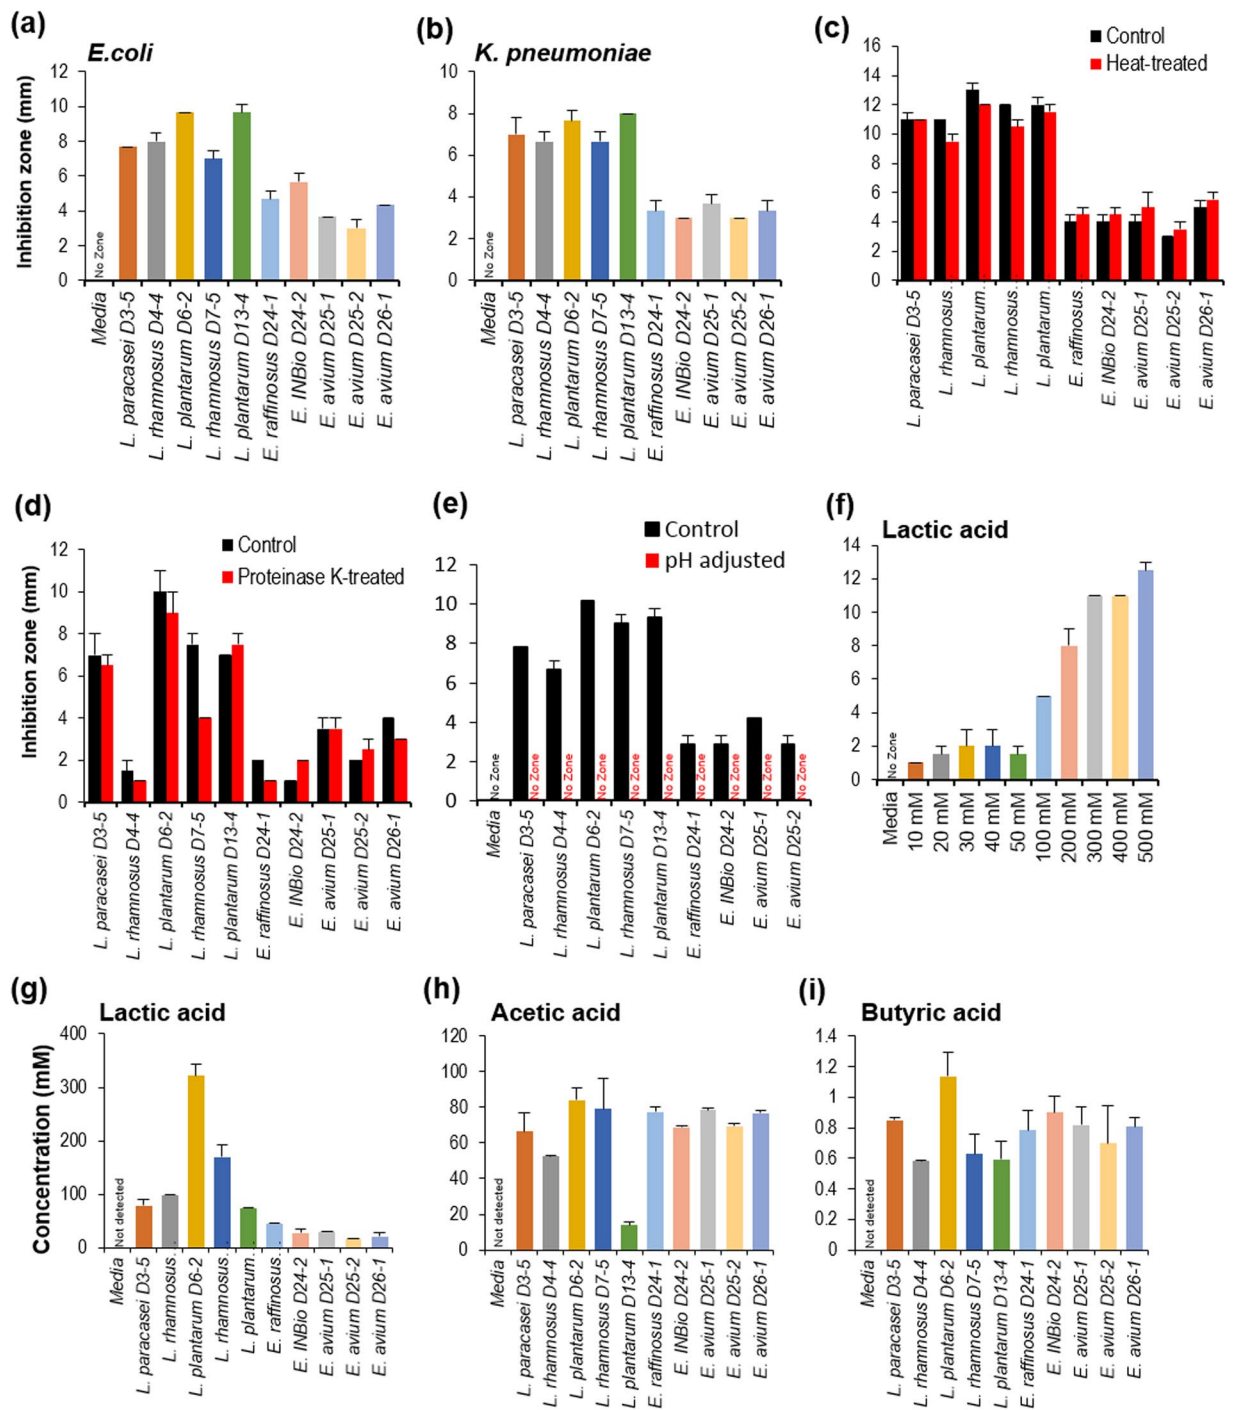 (a)
E.coli
Inhibition zone (mm)
12
10
8
6
4
2
0
No Zone
Media
L. paracasei D3-5
L. rhamnosus D4-4
L. plantarum D6-2
L. rhamnosus D7-5
L. plantarum D13-4
E. raffinosus D24-1
E. INBio D24-2
E. avium D25-1
E. avium D25-2
E. avium D26-1
(b)
K. pneumoniae
10
8
6
4
2
0
No Zone
Media
L. paracasei D3-5
L. rhamnosus D4-4
L. plantarum D6-2
L. rhamnosus D7-5
L. plantarum D13-4
E. raffinosus D24-1
E. INBio D24-2
E. avium D25-1
E. avium D25-2
E. avium D26-1
(c)
Control
Heat-treated
16
14
12
10
8
6
4
2
0
L. paracasei D3-5
L. rhamnosus.
L. plantarum.
L. rhamnosus.
L. plantarum.
E. raffinosus.
E. INBio D24-2
E. avium D25-1
E. avium D25-2
E. avium D26-1
(d)
Control
Proteinase K-treated
Inhibition zone (mm)
12
10
8
6
4
2
0
L. paracasei D3-5
L. rhamnosus D4-4
L. plantarum D6-2
L. rhamnosus D7-5
L. plantarum D13-4
E. raffinosus D24-1
E. INBio D24-2
E. avium D25-1
E. avium D25-2
E. avium D26-1
(e)
Control
pH adjusted
12
10
8
6
4
2
0
No Zone
No Zone
No Zone
No Zone
No Zone
No Zone
No Zone
No Zone
No Zone
No Zone
Media
L. paracasei D3-5
L. rhamnosus D4-4
L. plantarum D6-2
L. rhamnosus D7-5
L. plantarum D13-4
E. raffinosus D24-1
E. INBio D24-2
E. avium D25-1
E. avium D25-2
(f)
Lactic acid
14
12
10
8
6
4
2
0
No Zone
Media
10 mM
20 mM
30 mM
40 mM
50 mM
100 mM
200 mM
300 mM
400 mM
500 mM
(g)
Lactic acid
Concentration (mM)
400
300
200
100
0
Not detected
Media
L. paracasei D3-5
L. rhamnosus.
L. plantarum D6-2
L. rhamnosus.
L. plantarum.
E. raffinosus.
E. INBio D24-2
E. avium D25-1
E. avium D25-2
E. avium D26-1
(h)
Acetic acid
120
100
80
60
40
20
0
Not detected
Media
L. paracasei D3-5
L. rhamnosus D4-4
L. plantarum D6-2
L. rhamnosus D7-5
L. plantarum D13-4
E. raffinosus D24-1
E. INBio D24-2
E. avium D25-1
E. avium D25-2
E. avium D26-1
(i)
Butyric acid
1.4
1.2
1
0.8
0.6
0.4
0.2
0
Not detected
Media
L. paracasei D3-5
L. rhamnosus D4-4
L. plantarum D6-2
L. rhamnosus D7-5
L. plantarum D13-4
E. raffinosus D24-1
E. INBio D24-2
E. avium D25-1
E. avium D25-2
E. avium D26-1